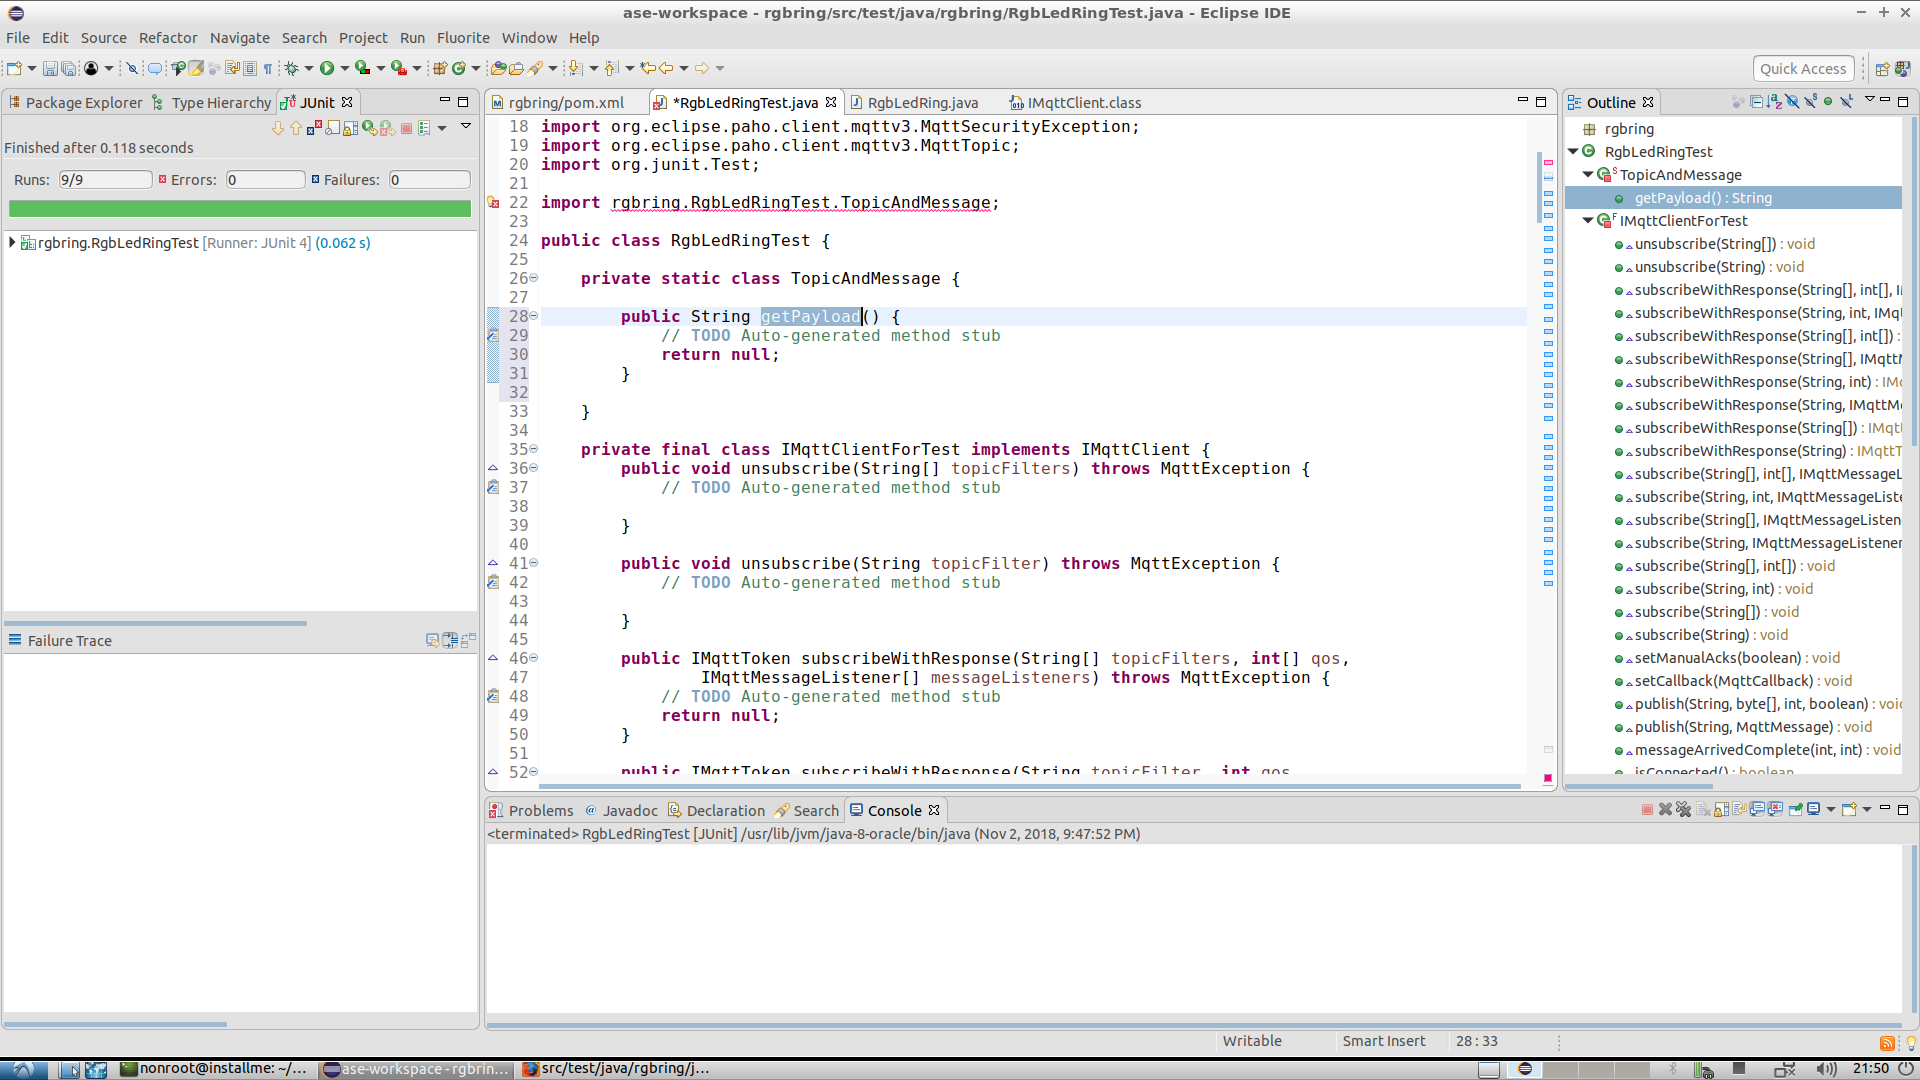 ase-workspace - rgbring/src/test/java/rgbring/RgbLedRingTest.java - Eclipse IDE
File Edit Source Refactor Navigate Search Project Run Fluorite Window Help
Quick Access
Package Explorer Type Hierarchy JUnit
Finished after 0.118 seconds
Runs: 9/9 Errors: 0 Failures: 0
rgbring.RgbLedRingTest [Runner: JUnit 4] (0.062 s)
Failure Trace
rgbring/pom.xml *RgbLedRingTest.java RgbLedRing.java IMqttClient.class
18 import org.eclipse.paho.client.mqttv3.MqttSecurityException;
19 import org.eclipse.paho.client.mqttv3.MqttTopic;
20 import org.junit.Test;
21
22 import rgbring.RgbLedRingTest.TopicAndMessage;
23
24 public class RgbLedRingTest {
25
26 private static class TopicAndMessage {
27
28 public String getPayload() {
29 // TODO Auto-generated method stub
30 return null;
31 }
32
33 }
34
35 private final class IMqttClientForTest implements IMqttClient {
36 public void unsubscribe(String[] topicFilters) throws MqttException {
37 // TODO Auto-generated method stub
38
39 }
40
41 public void unsubscribe(String topicFilter) throws MqttException {
42 // TODO Auto-generated method stub
43
44 }
45
46 public IMqttToken subscribeWithResponse(String[] topicFilters, int[] qos,
47 IMqttMessageListener[] messageListeners) throws MqttException {
48 // TODO Auto-generated method stub
49 return null;
50 }
51
52 public IMqttToken subscribeWithResponse(String topicFilter, int qos,
Outline
rgbring
RgbLedRingTest
TopicAndMessage
getPayload() : String
IMqttClientForTest
unsubscribe(String[]) : void
unsubscribe(String) : void
subscribeWithResponse(String[], int[], I
subscribeWithResponse(String, int, IMq
subscribeWithResponse(String[], int[]) :
subscribeWithResponse(String[], IMqtt
subscribeWithResponse(String, int) : IM
subscribeWithResponse(String, IMqttM
subscribeWithResponse(String[]) : IMqt
subscribeWithResponse(String) : IMqttT
subscribe(String[], int[], IMqttMessageL
subscribe(String, int, IMqttMessageListe
subscribe(String[], IMqttMessageListen
subscribe(String, IMqttMessageListener
subscribe(String[], int[]) : void
subscribe(String, int) : void
subscribe(String[]) : void
subscribe(String) : void
setManualAcks(boolean) : void
setCallback(MqttCallback) : void
publish(String, byte[], int, boolean) : voi
publish(String, MqttMessage) : void
messageArrivedComplete(int, int) : void
isConnected() : boolean
Problems Javadoc Declaration Search Console
<terminated> RgbLedRingTest [JUnit] /usr/lib/jvm/java-8-oracle/bin/java (Nov 2, 2018, 9:47:52 PM)
Writable Smart Insert 28 : 33
nonroot@installme: ~/... ase-workspace - rgbrin... src/test/java/rgbring/j... 21:50